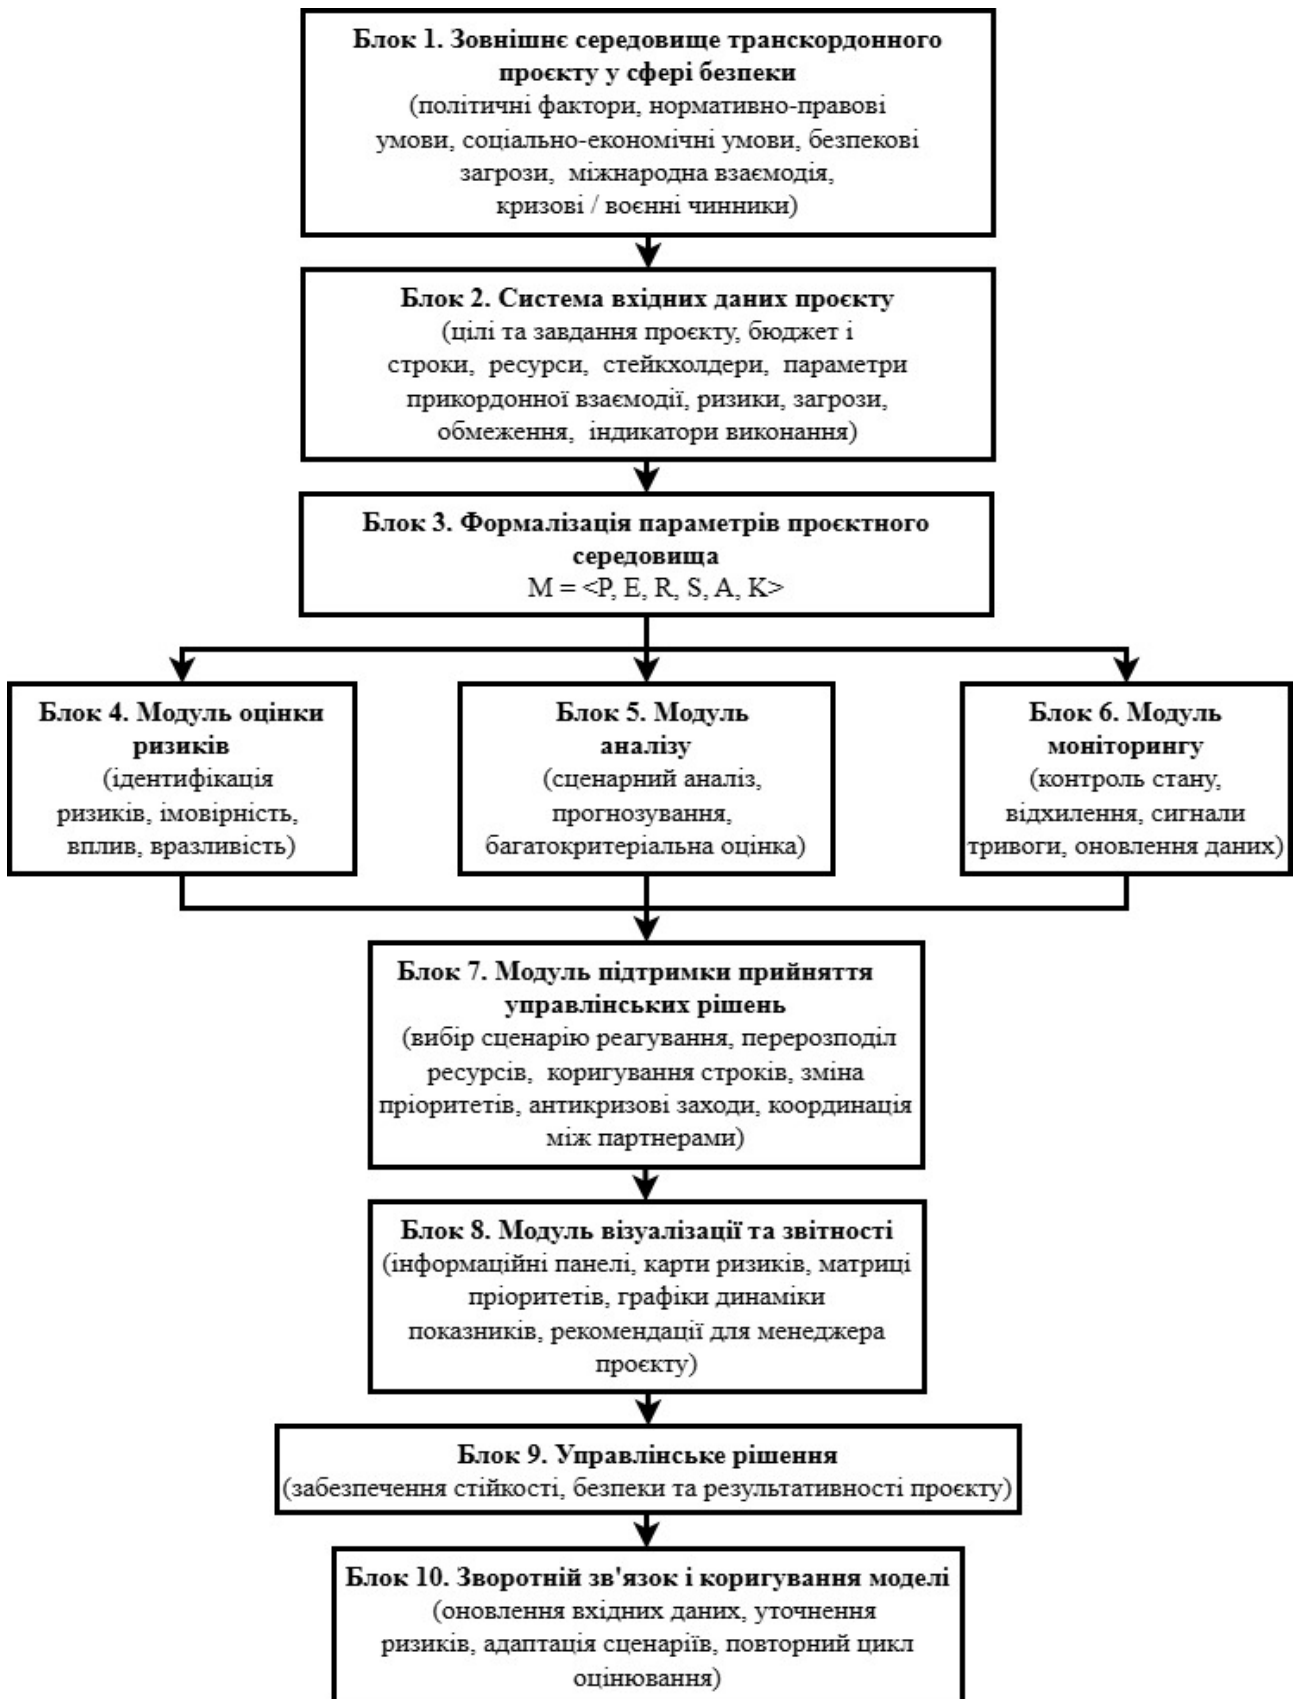 Блок 1. Зовнішнє середовище транскордонного
проєкту у сфері безпеки
(політичні фактори, нормативно-правові
умови, соціально-економічні умови, безпекові
загрози, міжнародна взаємодія,
кризові / воєнні чинники)
Блок 2. Система вхідних даних проєкту
(цілі та завдання проєкту, бюджет і
строки, ресурси, стейкхолдери, параметри
прикордонної взаємодії, ризики, загрози,
обмеження, індикатори виконання)
Блок 3. Формалізація параметрів проєктного
середовища
M = <P, E, R, S, A, K>
Блок 4. Модуль оцінки
ризиків
(ідентифікація
ризиків, імовірність,
вплив, вразливість)
Блок 5. Модуль
аналізу
(сценарний аналіз,
прогнозування,
багатокритеріальна оцінка)
Блок 6. Модуль
моніторингу
(контроль стану,
відхилення, сигнали
тривоги, оновлення даних)
Блок 7. Модуль підтримки прийняття
управлінських рішень
(вибір сценарію реагування, перерозподіл
ресурсів, коригування строків, зміна
пріоритетів, антикризові заходи, координація
між партнерами)
Блок 8. Модуль візуалізації та звітності
(інформаційні панелі, карти ризиків, матриці
пріоритетів, графіки динаміки
показників, рекомендації для менеджера
проєкту)
Блок 9. Управлінське рішення
(забезпечення стійкості, безпеки та результативності проєкту)
Блок 10. Зворотній зв'язок і коригування моделі
(оновлення вхідних даних, уточнення
ризиків, адаптація сценаріїв, повторний цикл
оцінювання)